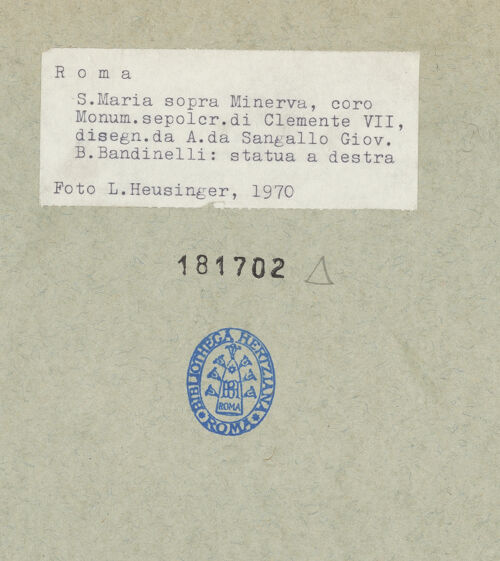 R o m a
S.Maria sopra Minerva, coro
Monum.sepolcr.di Clemente VII,
disegn.da A.da Sangallo Giov.
B.Bandinelli: statua a destra
Foto L.Heusinger, 1970
181702
BIBLIOTHECA HERTZIANA
BH
ROMA
* ROMA *